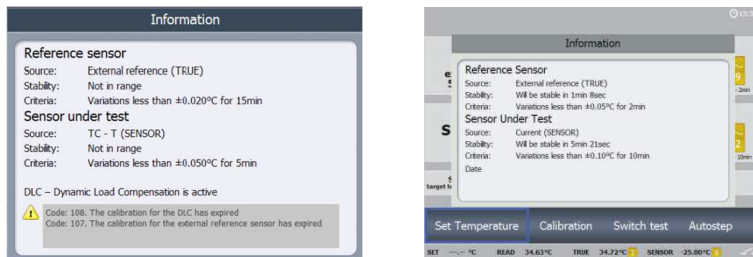 Information
Reference sensor
Source: External reference (TRUE)
Stability: Not in range
Criteria: Variations less than ±0.020°C for 15min
Sensor under test
Source: TC - T (SENSOR)
Stability: Not in range
Criteria: Variations less than ±0.050°C for 5min
DLC – Dynamic Load Compensation is active
Code: 108. The calibration for the DLC has expired
Code: 107. The calibration for the external reference sensor has expired
Information
Reference Sensor
Source: External reference (TRUE)
Stability: Will be stable in 1min 8sec
Criteria: Variations less than ±0.05°C for 2min
Sensor Under Test
Source: Current (SENSOR)
Stability: Will be stable in 5min 21sec
Criteria: Variations less than ±0.10°C for 10min
Date
target t
Set Temperature Calibration Switch test Autostep
SET ---.-- °C READ 34.63°C TRUE 34.72°C SENSOR -25.00°C